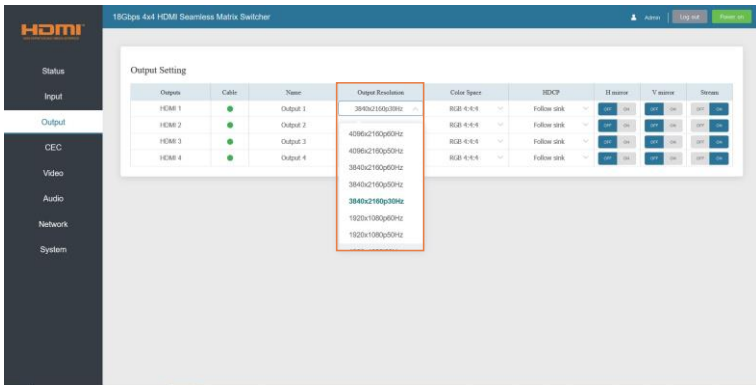 18Gbps 4x4 HDMI Seamless Matrix Switcher Admin Log out Power on
HDMI
Status
Input
Output
CEC
Video
Audio
Network
System
Output Setting
Outputs Cable Name Output Resolution Color Space HDCP H mirror V mirror Stream
HDMI 1 Output 1 3840x2160p30Hz RGB 4:4:4 Follow sink OFF ON OFF ON OFF ON
HDMI 2 Output 2 RGB 4:4:4 Follow sink OFF ON OFF ON OFF ON
HDMI 3 Output 3 RGB 4:4:4 Follow sink OFF ON OFF ON OFF ON
HDMI 4 Output 4 RGB 4:4:4 Follow sink OFF ON OFF ON OFF ON
4096x2160p60Hz
4096x2160p50Hz
3840x2160p60Hz
3840x2160p50Hz
3840x2160p30Hz
1920x1080p60Hz
1920x1080p50Hz